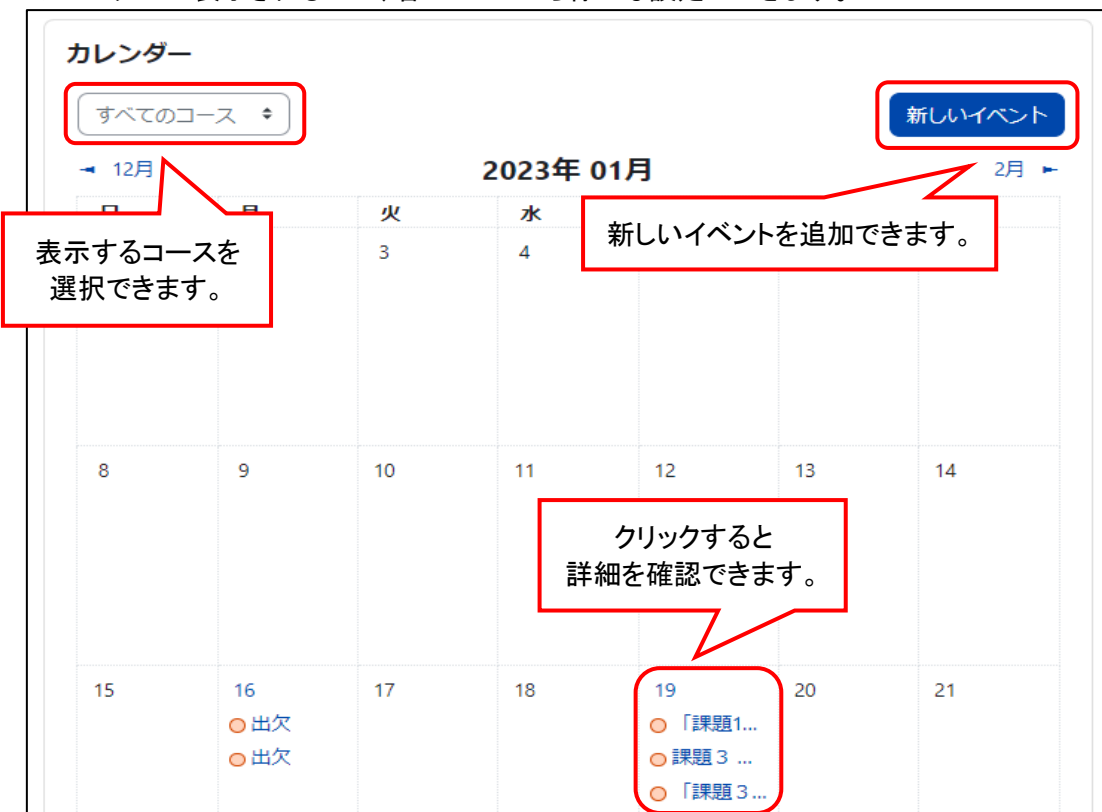 カレンダー
すべてのコース
新しいイベント
12月
2023年 01月
2月
火 水
表示するコースを
選択できます。
新しいイベントを追加できます。
3 4
8 9 10 11 12 13 14
クリックすると
詳細を確認できます。
15 16 17 18 19 20 21
出欠 「課題1...
出欠 課題３ ...
「課題３...